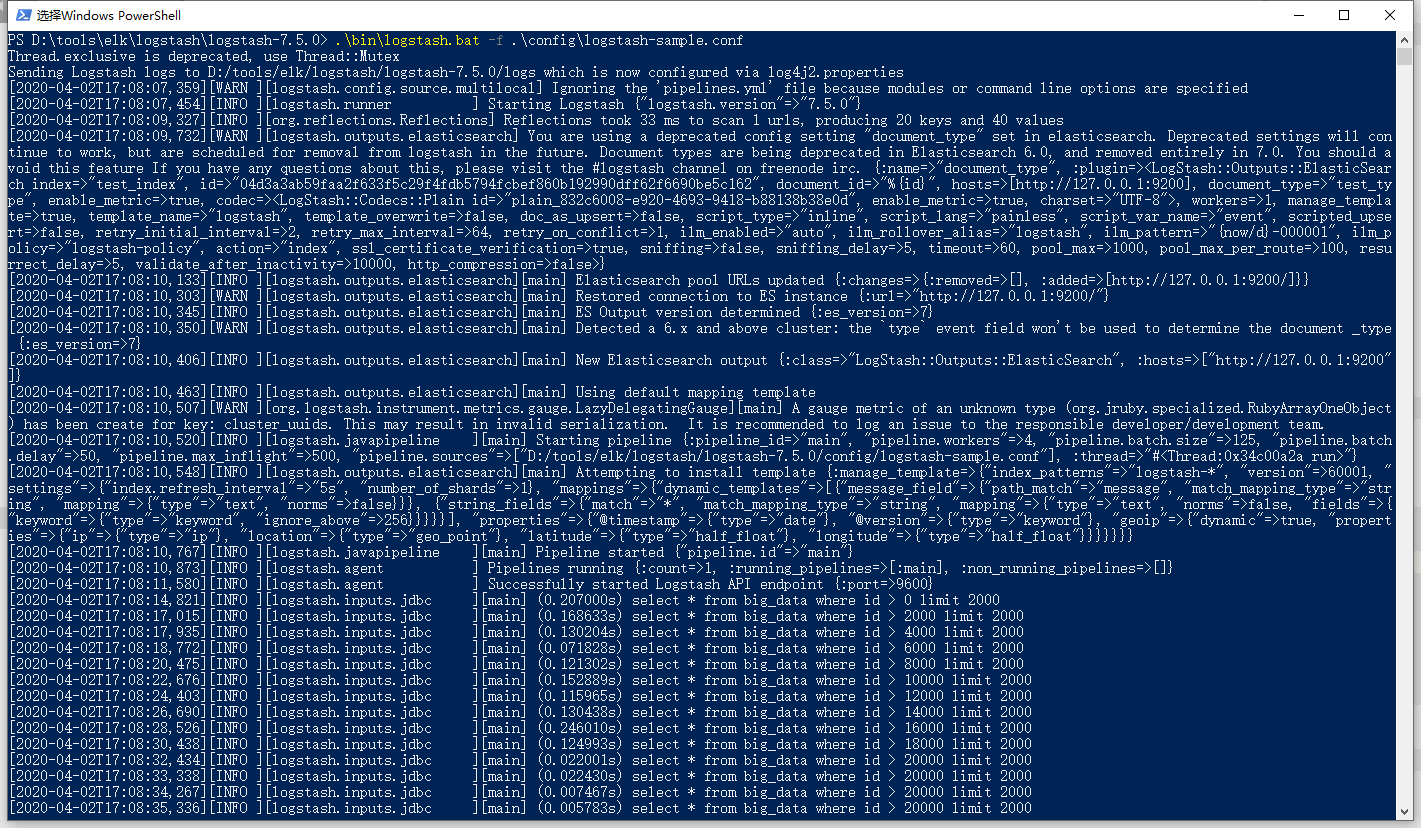 选择Windows PowerShell
PS D:\tools\elk\logstash\logstash-7.5.0> .\bin\logstash.bat -f .\config\logstash-sample.conf
Thread.exclusive is deprecated, use Thread::Mutex
Sending Logstash logs to D:/tools/elk/logstash/logstash-7.5.0/logs which is now configured via log4j2.properties
[2020-04-02T17:08:07,359][WARN ][logstash.config.source.multilocal] Ignoring the 'pipelines.yml' file because modules or command line options are specified
[2020-04-02T17:08:07,454][INFO ][logstash.runner          ] Starting Logstash {"logstash.version"=>"7.5.0"}
[2020-04-02T17:08:09,327][INFO ][org.reflections.Reflections] Reflections took 33 ms to scan 1 urls, producing 20 keys and 40 values
[2020-04-02T17:08:09,732][WARN ][logstash.outputs.elasticsearch] You are using a deprecated config setting "document_type" set in elasticsearch. Deprecated settings will con
tinue to work, but are scheduled for removal from logstash in the future. Document types are being deprecated in Elasticsearch 6.0, and removed entirely in 7.0. You should a
void this feature If you have any questions about this, please visit the #logstash channel on freenode irc. {:name=>"document_type", :plugin=><LogStash::Outputs::ElasticSear
ch index=>"test_index", id=>"04d3a3ab59faa2f633f5c29f4fdb5794fcbef860b192990dff62f6690be5c162", document_id=>"%{id}", hosts=>[http://127.0.0.1:9200], document_type=>"test_ty
pe", enable_metric=>true, codec=><LogStash::Codecs::Plain id=>"plain_832c6008-e920-4693-9418-b88138b38e0d", enable_metric=>true, charset=>"UTF-8">, workers=>1, manage_templa
te=>true, template_name=>"logstash", template_overwrite=>false, doc_as_upsert=>false, script_type=>"inline", script_lang=>"painless", script_var_name=>"event", scripted_upse
rt=>false, retry_initial_interval=>2, retry_max_interval=>64, retry_on_conflict=>1, ilm_enabled=>"auto", ilm_rollover_alias=>"logstash", ilm_pattern=>"{now/d}-000001", ilm_p
olicy=>"logstash-policy", action=>"index", ssl_certificate_verification=>true, sniffing=>false, sniffing_delay=>5, timeout=>60, pool_max=>1000, pool_max_per_route=>100, resu
rrect_delay=>5, validate_after_inactivity=>10000, http_compression=>false>}
[2020-04-02T17:08:10,133][INFO ][logstash.outputs.elasticsearch][main] Elasticsearch pool URLs updated {:changes=>{:removed=>[], :added=>[http://127.0.0.1:9200/]}}
[2020-04-02T17:08:10,303][WARN ][logstash.outputs.elasticsearch][main] Restored connection to ES instance {:url=>"http://127.0.0.1:9200/"}
[2020-04-02T17:08:10,345][INFO ][logstash.outputs.elasticsearch][main] ES Output version determined {:es_version=>7}
[2020-04-02T17:08:10,350][WARN ][logstash.outputs.elasticsearch][main] Detected a 6.x and above cluster: the `type` event field won't be used to determine the document _type
 {:es_version=>7}
[2020-04-02T17:08:10,406][INFO ][logstash.outputs.elasticsearch][main] New Elasticsearch output {:class=>"LogStash::Outputs::ElasticSearch", :hosts=>["http://127.0.0.1:9200"
]}
[2020-04-02T17:08:10,463][INFO ][logstash.outputs.elasticsearch][main] Using default mapping template
[2020-04-02T17:08:10,507][WARN ][org.logstash.instrument.metrics.gauge.LazyDelegatingGauge][main] A gauge metric of an unknown type (org.jruby.specialized.RubyArrayOneObject
) has been create for key: cluster_uuids. This may result in invalid serialization.  It is recommended to log an issue to the responsible developer/development team.
[2020-04-02T17:08:10,520][INFO ][logstash.javapipeline    ][main] Starting pipeline {:pipeline_id=>"main", "pipeline.workers"=>4, "pipeline.batch.size"=>125, "pipeline.batch
.delay"=>50, "pipeline.max_inflight"=>500, "pipeline.sources"=>["D:/tools/elk/logstash/logstash-7.5.0/config/logstash-sample.conf"], :thread=>"#<Thread:0x34c00a2a run>"}
[2020-04-02T17:08:10,548][INFO ][logstash.outputs.elasticsearch][main] Attempting to install template {:manage_template=>{"index_patterns"=>"logstash-*", "version"=>60001, "
settings"=>{"index.refresh_interval"=>"5s", "number_of_shards"=>1}, "mappings"=>{"dynamic_templates"=>[{"message_field"=>{"path_match"=>"message", "match_mapping_type"=>"str
ing", "mapping"=>{"type"=>"text", "norms"=>false}}}, {"string_fields"=>{"match"=>"*", "match_mapping_type"=>"string", "mapping"=>{"type"=>"text", "norms"=>false, "fields"=>{
"keyword"=>{"type"=>"keyword", "ignore_above"=>256}}}}}], "properties"=>{"@timestamp"=>{"type"=>"date"}, "@version"=>{"type"=>"keyword"}, "geoip"=>{"dynamic"=>true, "propert
ies"=>{"ip"=>{"type"=>"ip"}, "location"=>{"type"=>"geo_point"}, "latitude"=>{"type"=>"half_float"}, "longitude"=>{"type"=>"half_float"}}}}}}}
[2020-04-02T17:08:10,767][INFO ][logstash.javapipeline    ][main] Pipeline started {"pipeline.id"=>"main"}
[2020-04-02T17:08:10,873][INFO ][logstash.agent           ] Pipelines running {:count=>1, :running_pipelines=>[:main], :non_running_pipelines=>[]}
[2020-04-02T17:08:11,580][INFO ][logstash.agent           ] Successfully started Logstash API endpoint {:port=>9600}
[2020-04-02T17:08:14,821][INFO ][logstash.inputs.jdbc     ][main] (0.207000s) select * from big_data where id > 0 limit 2000
[2020-04-02T17:08:17,015][INFO ][logstash.inputs.jdbc     ][main] (0.168633s) select * from big_data where id > 2000 limit 2000
[2020-04-02T17:08:17,935][INFO ][logstash.inputs.jdbc     ][main] (0.130204s) select * from big_data where id > 4000 limit 2000
[2020-04-02T17:08:18,772][INFO ][logstash.inputs.jdbc     ][main] (0.071828s) select * from big_data where id > 6000 limit 2000
[2020-04-02T17:08:20,475][INFO ][logstash.inputs.jdbc     ][main] (0.121302s) select * from big_data where id > 8000 limit 2000
[2020-04-02T17:08:22,676][INFO ][logstash.inputs.jdbc     ][main] (0.152889s) select * from big_data where id > 10000 limit 2000
[2020-04-02T17:08:24,403][INFO ][logstash.inputs.jdbc     ][main] (0.115965s) select * from big_data where id > 12000 limit 2000
[2020-04-02T17:08:26,690][INFO ][logstash.inputs.jdbc     ][main] (0.130438s) select * from big_data where id > 14000 limit 2000
[2020-04-02T17:08:28,526][INFO ][logstash.inputs.jdbc     ][main] (0.246010s) select * from big_data where id > 16000 limit 2000
[2020-04-02T17:08:30,438][INFO ][logstash.inputs.jdbc     ][main] (0.124993s) select * from big_data where id > 18000 limit 2000
[2020-04-02T17:08:32,434][INFO ][logstash.inputs.jdbc     ][main] (0.022001s) select * from big_data where id > 20000 limit 2000
[2020-04-02T17:08:33,338][INFO ][logstash.inputs.jdbc     ][main] (0.022430s) select * from big_data where id > 20000 limit 2000
[2020-04-02T17:08:34,267][INFO ][logstash.inputs.jdbc     ][main] (0.007467s) select * from big_data where id > 20000 limit 2000
[2020-04-02T17:08:35,336][INFO ][logstash.inputs.jdbc     ][main] (0.005783s) select * from big_data where id > 20000 limit 2000